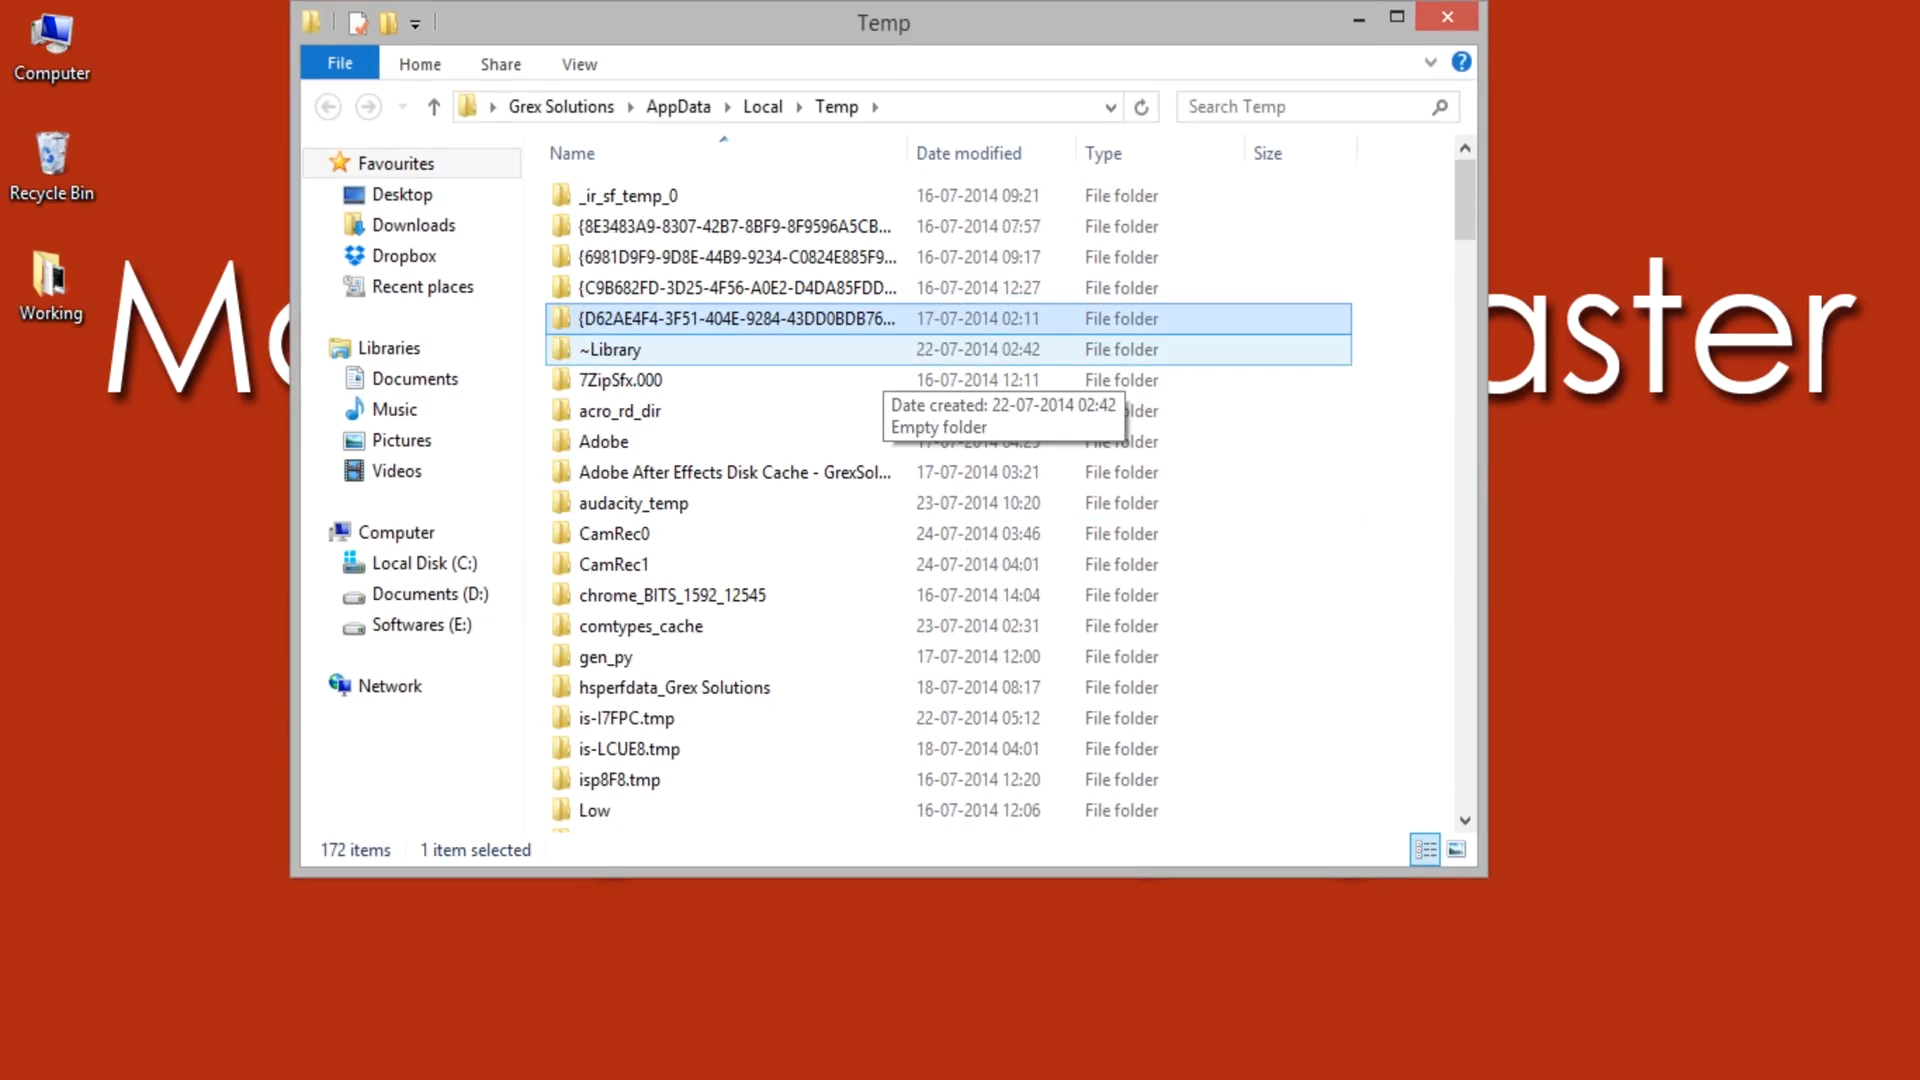 Computer
Recycle Bin
Working
Temp
File
Home
Share
View
Grex Solutions
AppData
Local
Temp
Search Temp
Favourites
Desktop
Downloads
Dropbox
Recent places
Libraries
Documents
Music
Pictures
Videos
Computer
Local Disk (C:)
Documents (D:)
Softwares (E:)
Network
Name Date modified Type Size
_ir_sf_temp_0 16-07-2014 09:21 File folder
{8E3483A9-8307-42B7-8BF9-8F9596A5CB... 16-07-2014 07:57 File folder
{6981D9F9-9D8E-44B9-9234-C0824E885F9... 16-07-2014 09:17 File folder
{C9B682FD-3D25-4F56-A0E2-D4DA85FDD... 16-07-2014 12:27 File folder
{D62AE4F4-3F51-404E-9284-43DD0BDB76... 17-07-2014 02:11 File folder
~Library 22-07-2014 02:42 File folder
7ZipSfx.000 16-07-2014 12:11 File folder
acro_rd_dir
Date created: 22-07-2014 02:42
Empty folder
Adobe
Adobe After Effects Disk Cache - GrexSol... 17-07-2014 03:21 File folder
audacity_temp 23-07-2014 10:20 File folder
CamRec0 24-07-2014 03:46 File folder
CamRec1 24-07-2014 04:01 File folder
chrome_BITS_1592_12545 16-07-2014 14:04 File folder
comtypes_cache 23-07-2014 02:31 File folder
gen_py 17-07-2014 12:00 File folder
hsperfdata_Grex Solutions 18-07-2014 08:17 File folder
is-I7FPC.tmp 22-07-2014 05:12 File folder
is-LCUE8.tmp 18-07-2014 04:01 File folder
isp8F8.tmp 16-07-2014 12:20 File folder
Low 16-07-2014 12:06 File folder
172 items 1 item selected